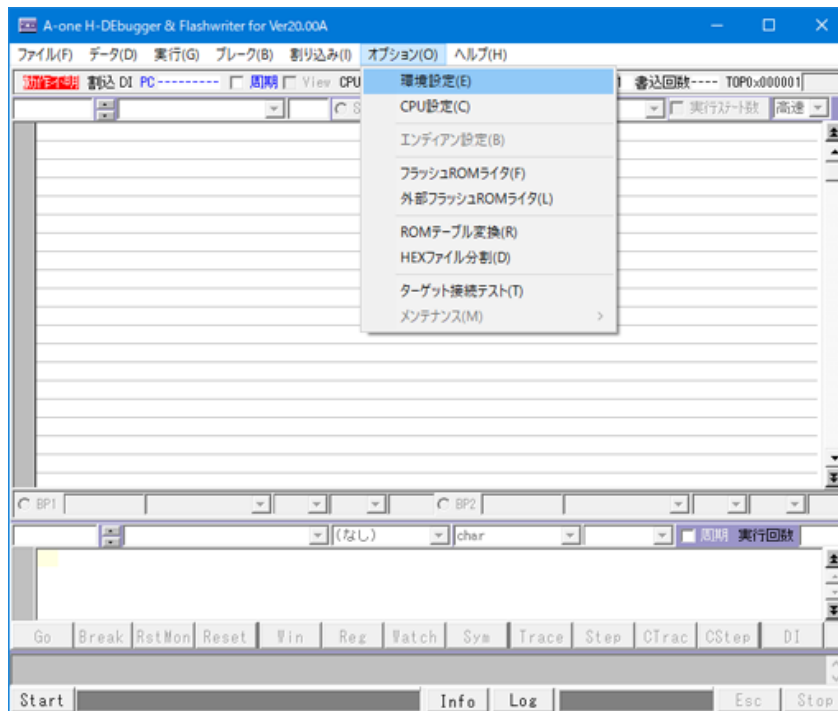 A-one H-DEbugger & Flashwriter for Ver20.00A
ファイル(F) データ(D) 実行(G) ブレーク(B) 割り込み(I) オプション(O) ヘルプ(H)
動作不明 割込 DI PC--------- 周期 View CPU 1 書込回数---- TOP0x000001
S 実行ステート数 高速
環境設定(E)
CPU設定(C)
エンディアン設定(B)
フラッシュROMライタ(F)
外部フラッシュROMライタ(L)
ROMテーブル変換(R)
HEXファイル分割(D)
ターゲット接続テスト(T)
メンテナンス(M)
BP1 BP2
(なし) char 周期 実行回数
Go Break RstMon Reset Win Reg Watch Sym Trace Step CTrac CStep DI
Start Info Log Esc Stop